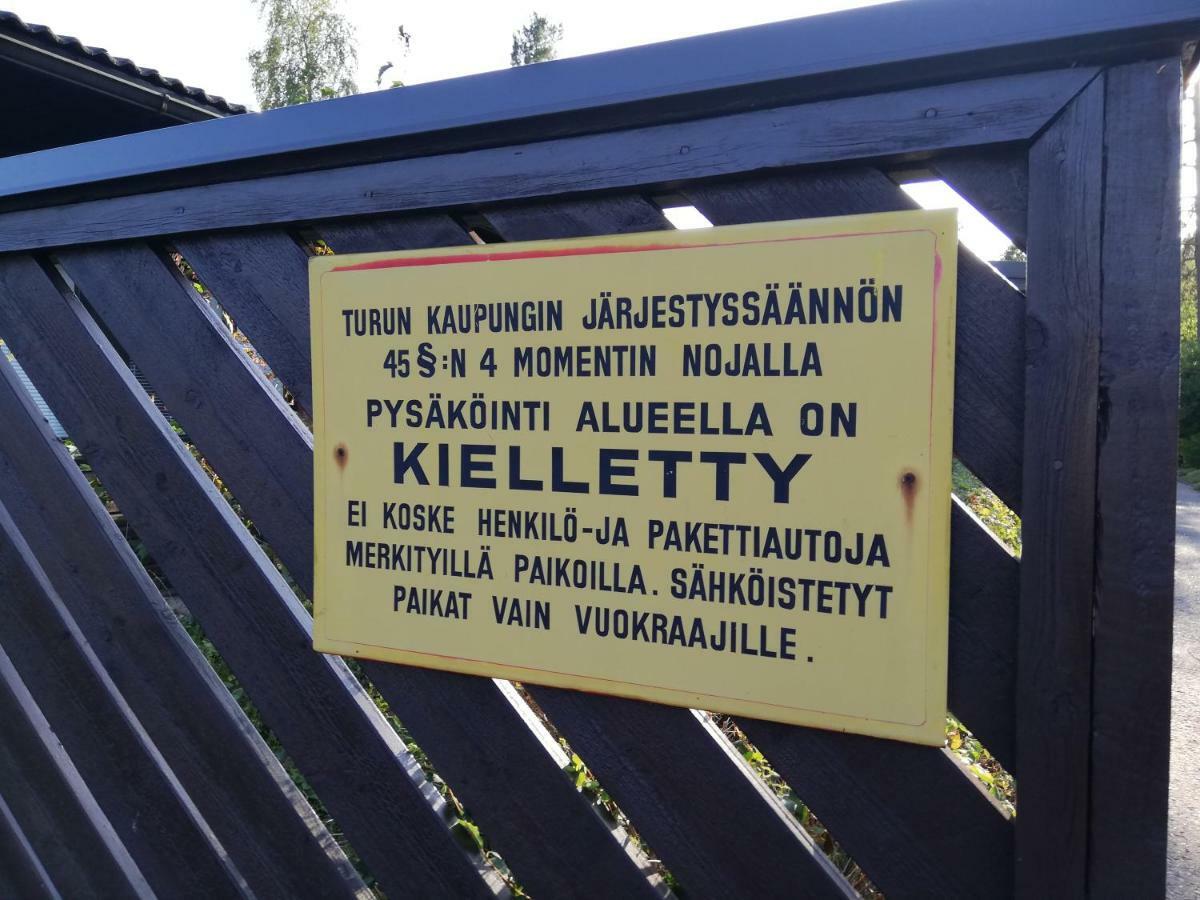 TURUN KAUPUNGIN JÄRJESTYSSÄÄNNÖN
45 §:N 4 MOMENTIN NOJALLA
PYSÄKÖINTI ALUEELLA ON
KIELLETTY
EI KOSKE HENKILÖ-JA PAKETTIAUTOJA
MERKITYILLÄ PAIKOILLA. SÄHKÖISTETYT
PAIKAT VAIN VUOKRAAJILLE.